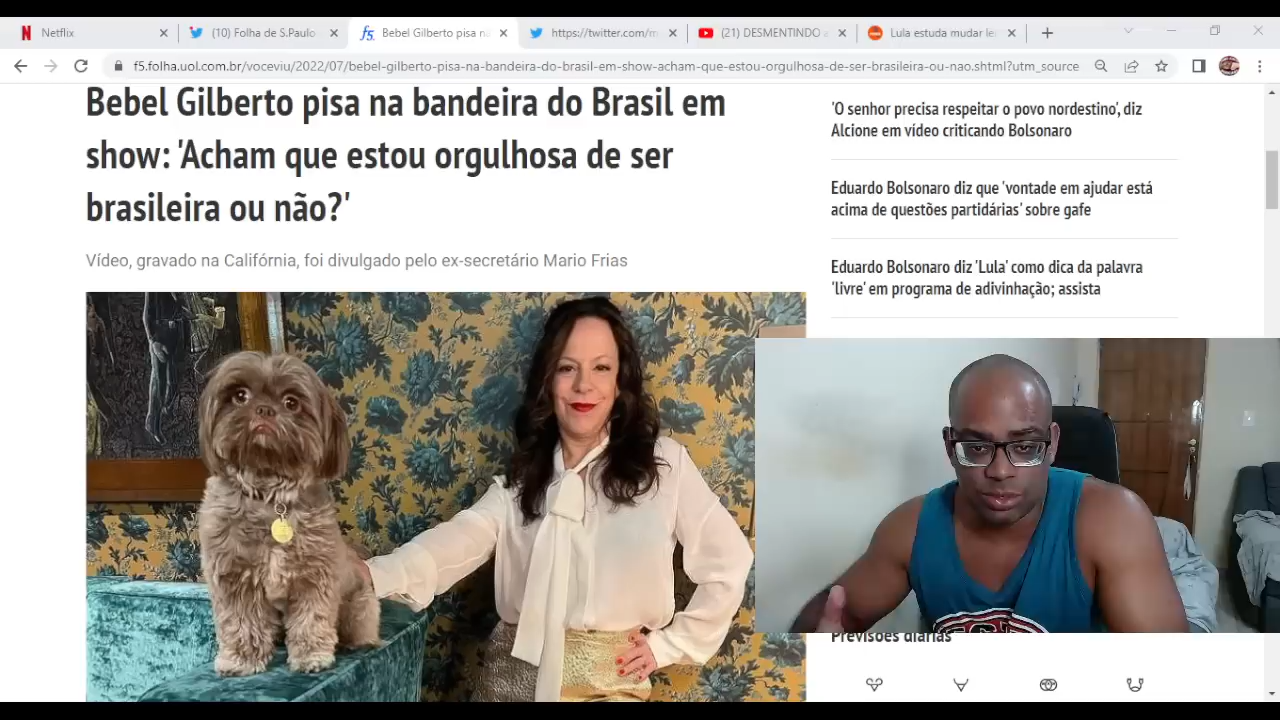 Netflix
(10) Folha de S.Paulo
f5 Bebel Gilberto pisa na
https://twitter.com/m
(21) DESMENTINDO
Lula estuda mudar le
f5.folha.uol.com.br/voceviu/2022/07/bebel-gilberto-pisa-na-bandeira-do-brasil-em-show-acham-que-estou-orgulhosa-de-ser-brasileira-ou-nao.shtml?utm_source
Bebel Gilberto pisa na bandeira do Brasil em
show: 'Acham que estou orgulhosa de ser
brasileira ou não?'
Vídeo, gravado na Califórnia, foi divulgado pelo ex-secretário Mario Frias
'O senhor precisa respeitar o povo nordestino', diz
Alcione em vídeo criticando Bolsonaro
Eduardo Bolsonaro diz que 'vontade em ajudar está
acima de questões partidárias' sobre gafe
Eduardo Bolsonaro diz 'Lula' como dica da palavra
'livre' em programa de adivinhação; assista
Previsões diárias